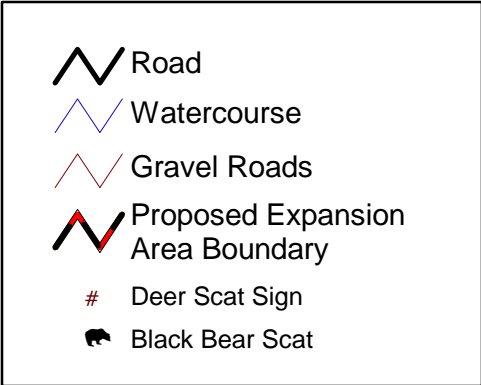 Road
Watercourse
Gravel Roads
Proposed Expansion
Area Boundary
# Deer Scat Sign
Black Bear Scat